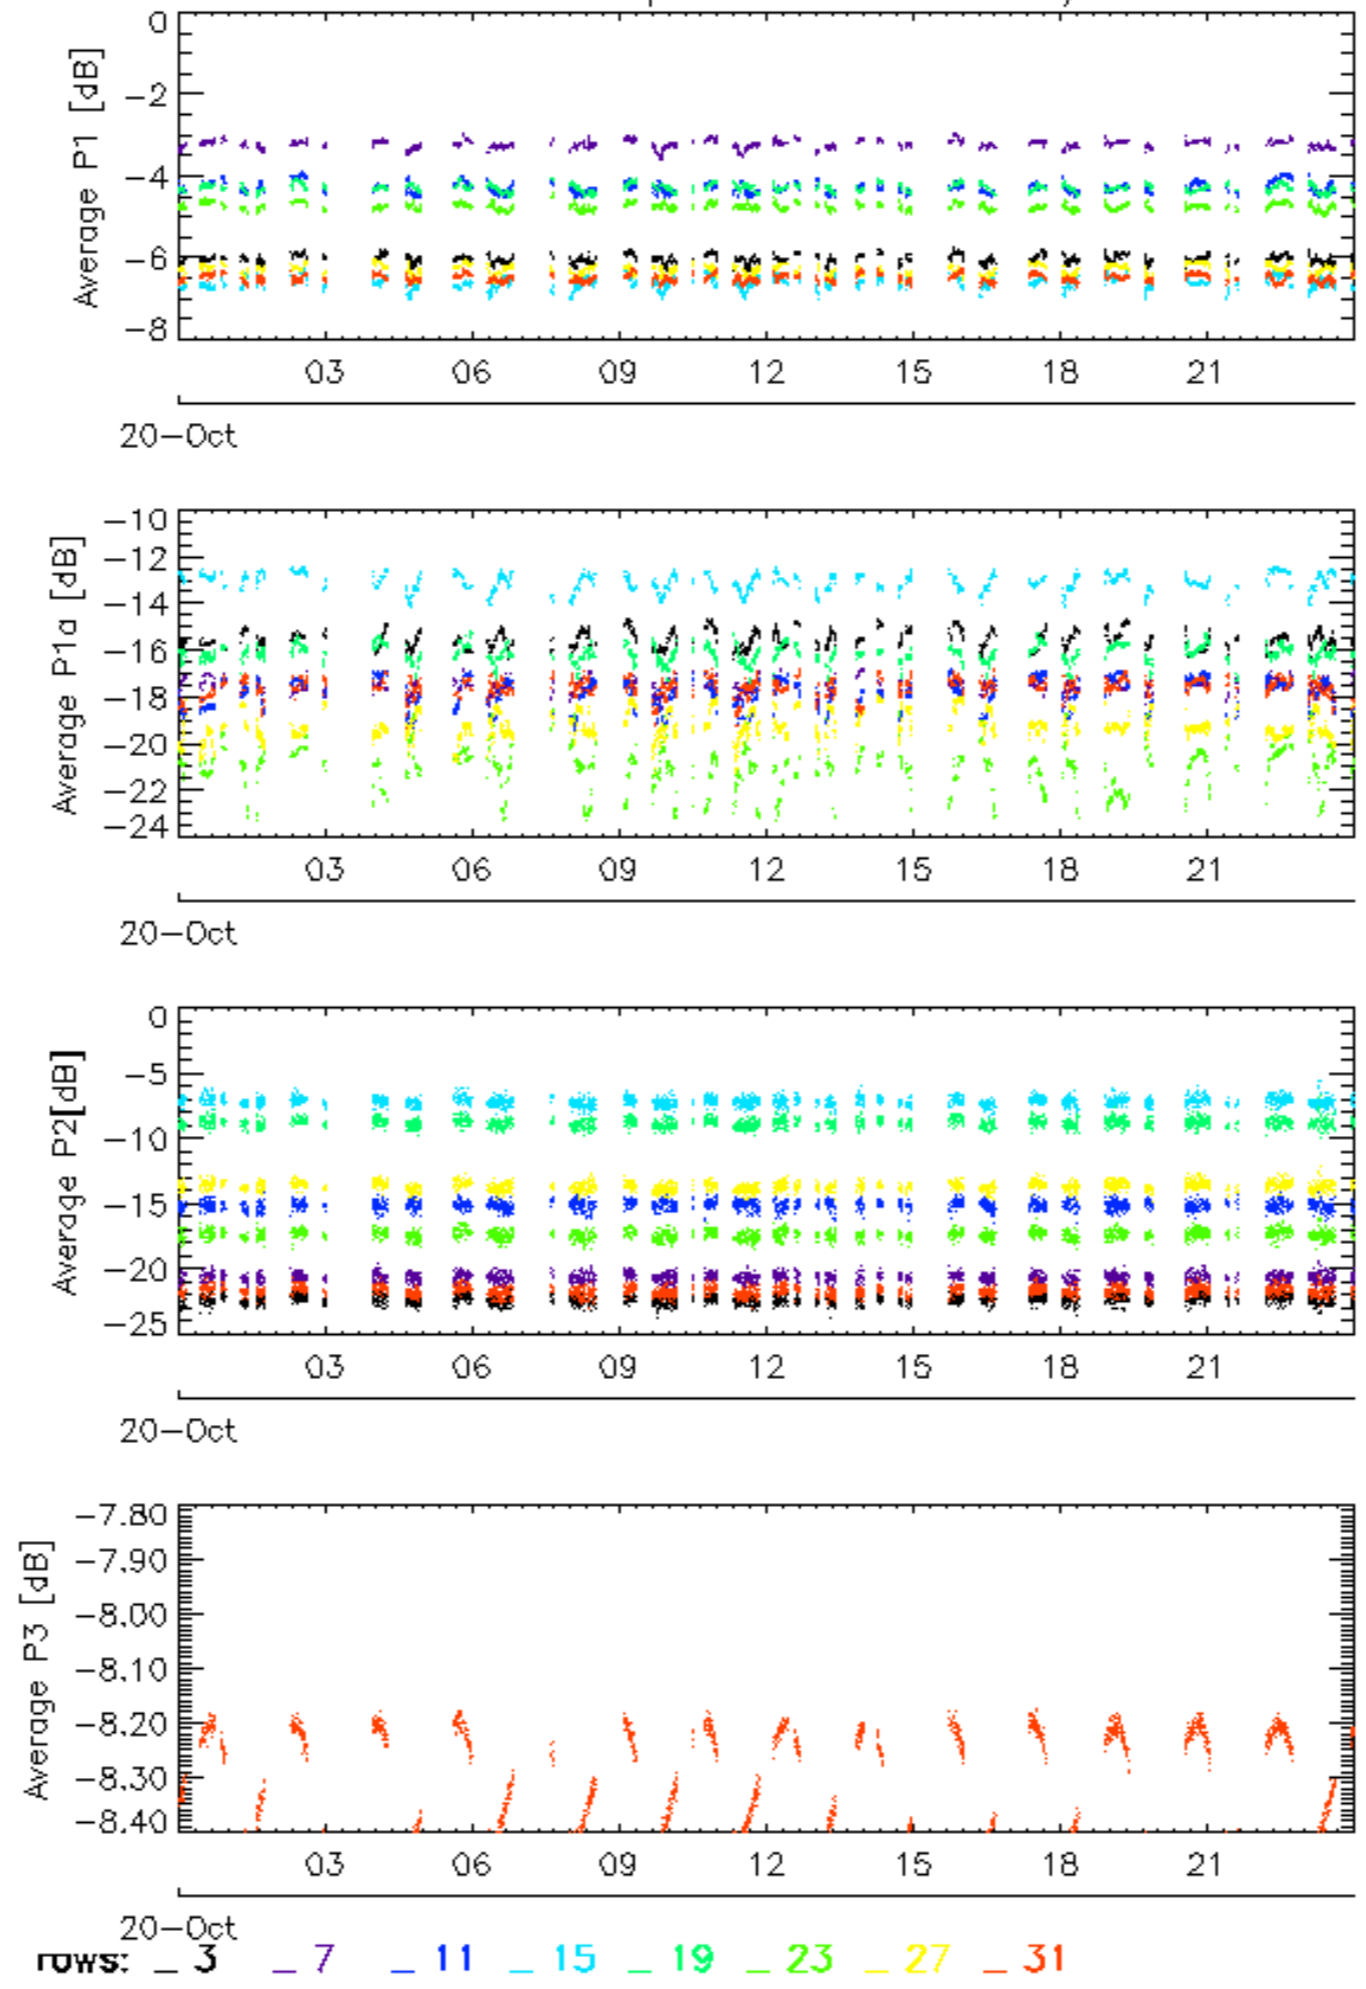 0
-2
-4
-6
-8
Average P1 [dB]
03 06 09 12 15 18 21
20-Oct
-10
-12
-14
-16
-18
-20
-22
-24
Average P1a [dB]
03 06 09 12 15 18 21
20-Oct
0
-5
-10
-15
-20
-25
Average P2[dB]
03 06 09 12 15 18 21
20-Oct
-7.80
-7.90
-8.00
-8.10
-8.20
-8.30
-8.40
Average P3 [dB]
03 06 09 12 15 18 21
20-Oct
rows: _ 3 _ 7 _ 11 _ 15 _ 19 _ 23 _ 27 _ 31